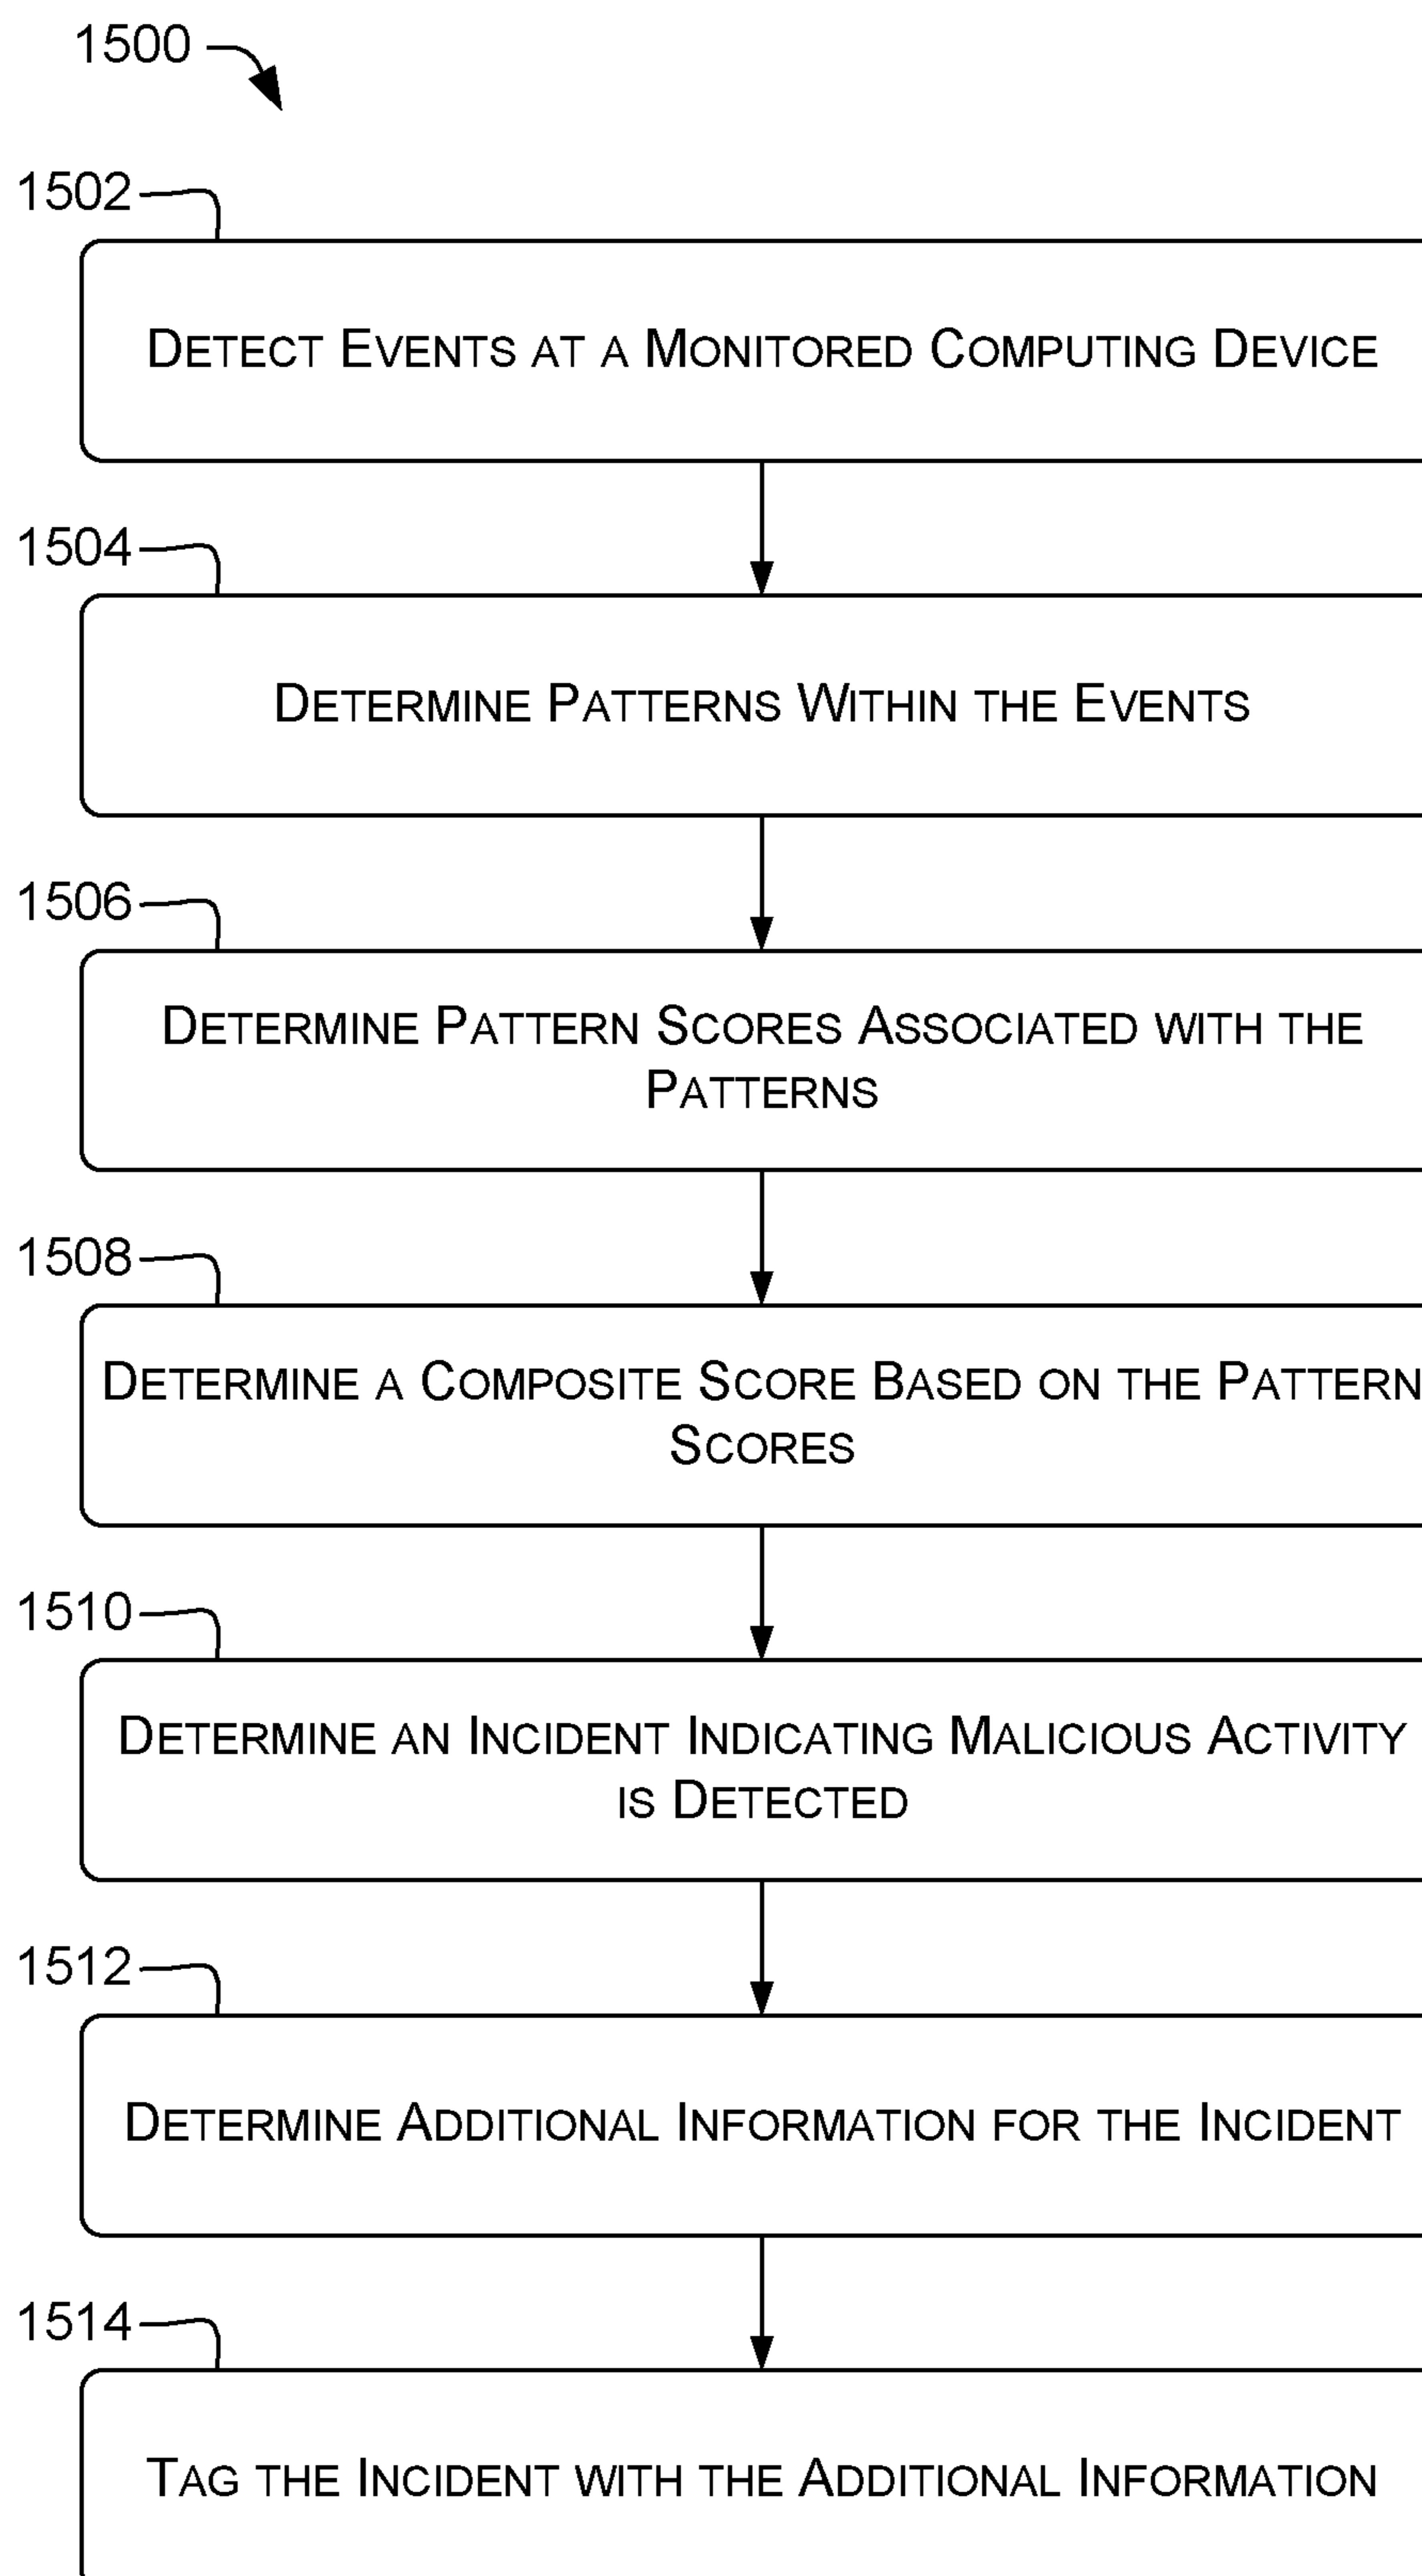 1500
1502
DETECT EVENTS AT A MONITORED COMPUTING DEVICE
1504
DETERMINE PATTERNS WITHIN THE EVENTS
1506
DETERMINE PATTERN SCORES ASSOCIATED WITH THE
PATTERNS
1508
DETERMINE A COMPOSITE SCORE BASED ON THE PATTERN
SCORES
1510
DETERMINE AN INCIDENT INDICATING MALICIOUS ACTIVITY
IS DETECTED
1512
DETERMINE ADDITIONAL INFORMATION FOR THE INCIDENT
1514
TAG THE INCIDENT WITH THE ADDITIONAL INFORMATION